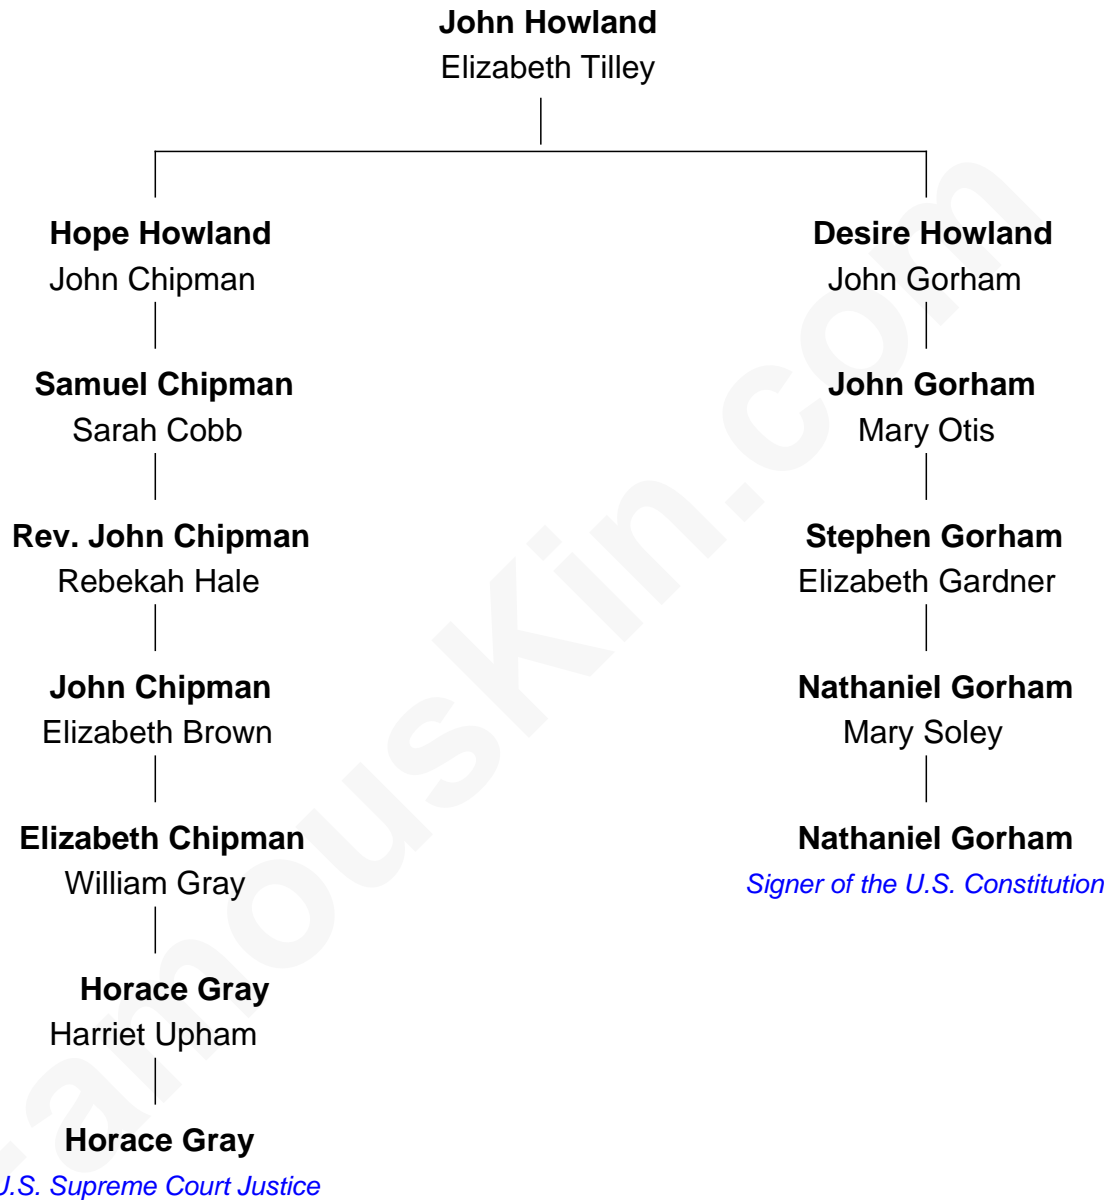 John Howland
Elizabeth Tilley
Hope Howland
John Chipman
Desire Howland
John Gorham
Samuel Chipman
Sarah Cobb
John Gorham
Mary Otis
Rev. John Chipman
Rebekah Hale
Stephen Gorham
Elizabeth Gardner
John Chipman
Elizabeth Brown
Nathaniel Gorham
Mary Soley
Elizabeth Chipman
William Gray
Nathaniel Gorham
Signer of the U.S. Constitution
Horace Gray
Harriet Upham
Horace Gray
U.S. Supreme Court Justice
FamousKin.com